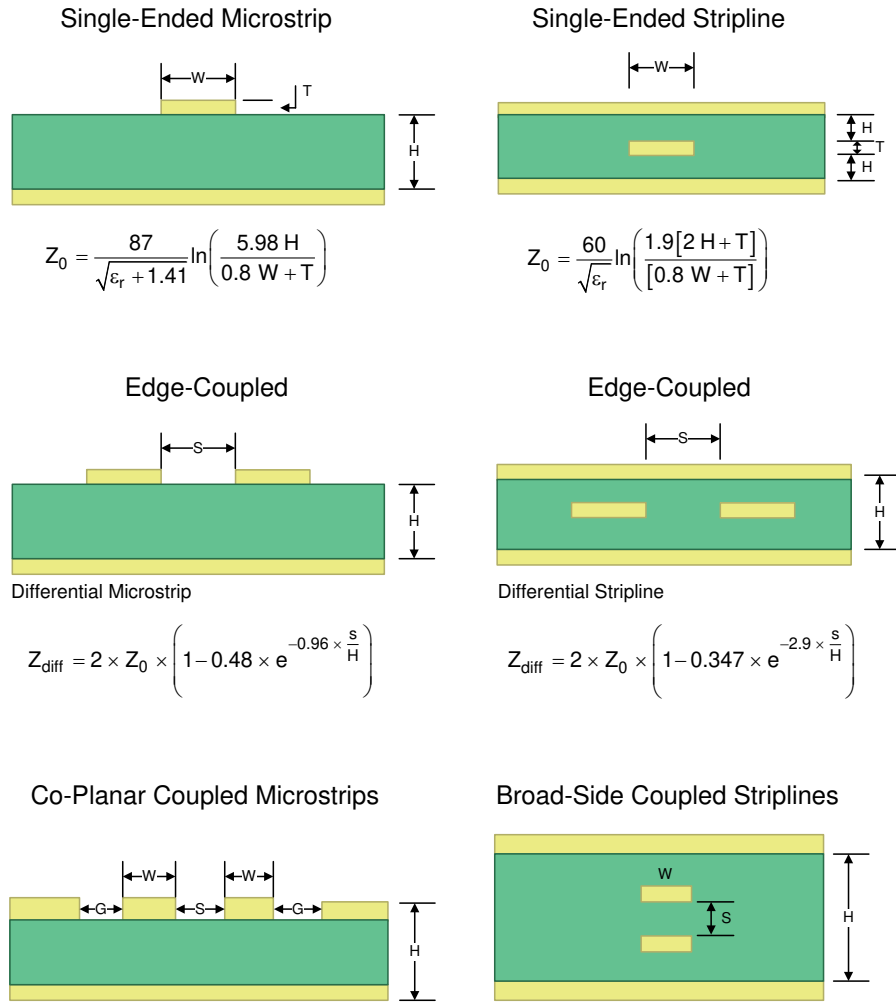 Single-Ended Microstrip
W
T
H
Z₀ = 87 / √(εr + 1.41) ln(5.98 H / 0.8 W + T)
Single-Ended Stripline
W
H
T
H
Z₀ = 60 / √εr ln(1.9[2 H + T] / [0.8 W + T])
Edge-Coupled
S
H
Differential Microstrip
Zdiff = 2 × Z₀ × (1 − 0.48 × e^(−0.96 × s/H))
Edge-Coupled
S
H
Differential Stripline
Zdiff = 2 × Z₀ × (1 − 0.347 × e^(−2.9 × s/H))
Co-Planar Coupled Microstrips
W
W
G
S
G
H
Broad-Side Coupled Striplines
W
S
H